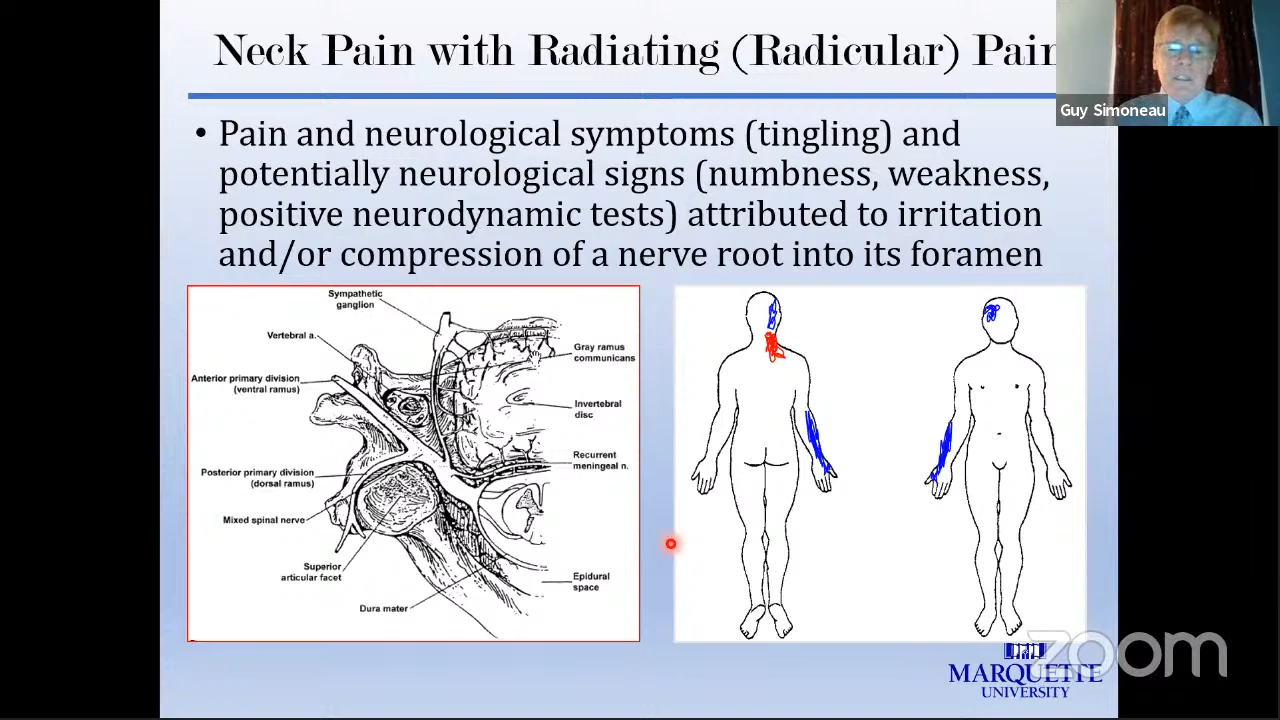 Neck Pain with Radiating (Radicular) Pain
Guy Simoneau
• Pain and neurological symptoms (tingling) and
potentially neurological signs (numbness, weakness,
positive neurodynamic tests) attributed to irritation
and/or compression of a nerve root into its foramen
Sympathetic
ganglion
Vertebral a.
Gray ramus
communicans
Anterior primary division
(ventral ramus)
Invertebral
disc
Recurrent
meningeal n.
Posterior primary division
(dorsal ramus)
Mixed spinal nerve
Superior
articular facet
Epidural
space
Dura mater
zoom
MARQUETTE
UNIVERSITY